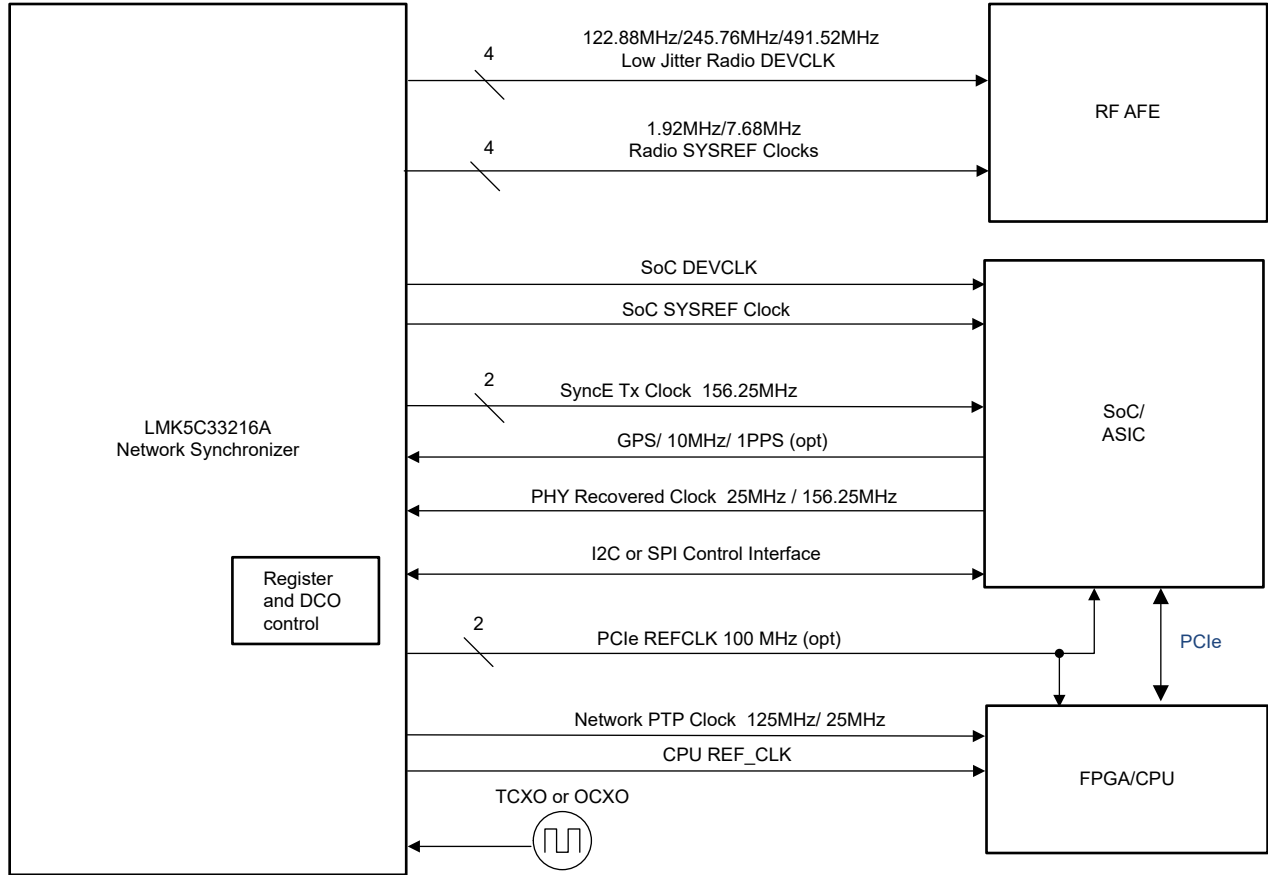 122.88MHz/245.76MHz/491.52MHz
4
Low Jitter Radio DEVCLK
RF AFE
1.92MHz/7.68MHz
4
Radio SYSREF Clocks
SoC DEVCLK
SoC SYSREF Clock
2
SyncE Tx Clock 156.25MHz
LMK5C33216A
Network Synchronizer
SoC/
ASIC
GPS/ 10MHz/ 1PPS (opt)
PHY Recovered Clock 25MHz / 156.25MHz
I2C or SPI Control Interface
Register
and DCO
control
2
PCIe REFCLK 100 MHz (opt)
PCIe
Network PTP Clock 125MHz/ 25MHz
CPU REF_CLK
FPGA/CPU
TCXO or OCXO